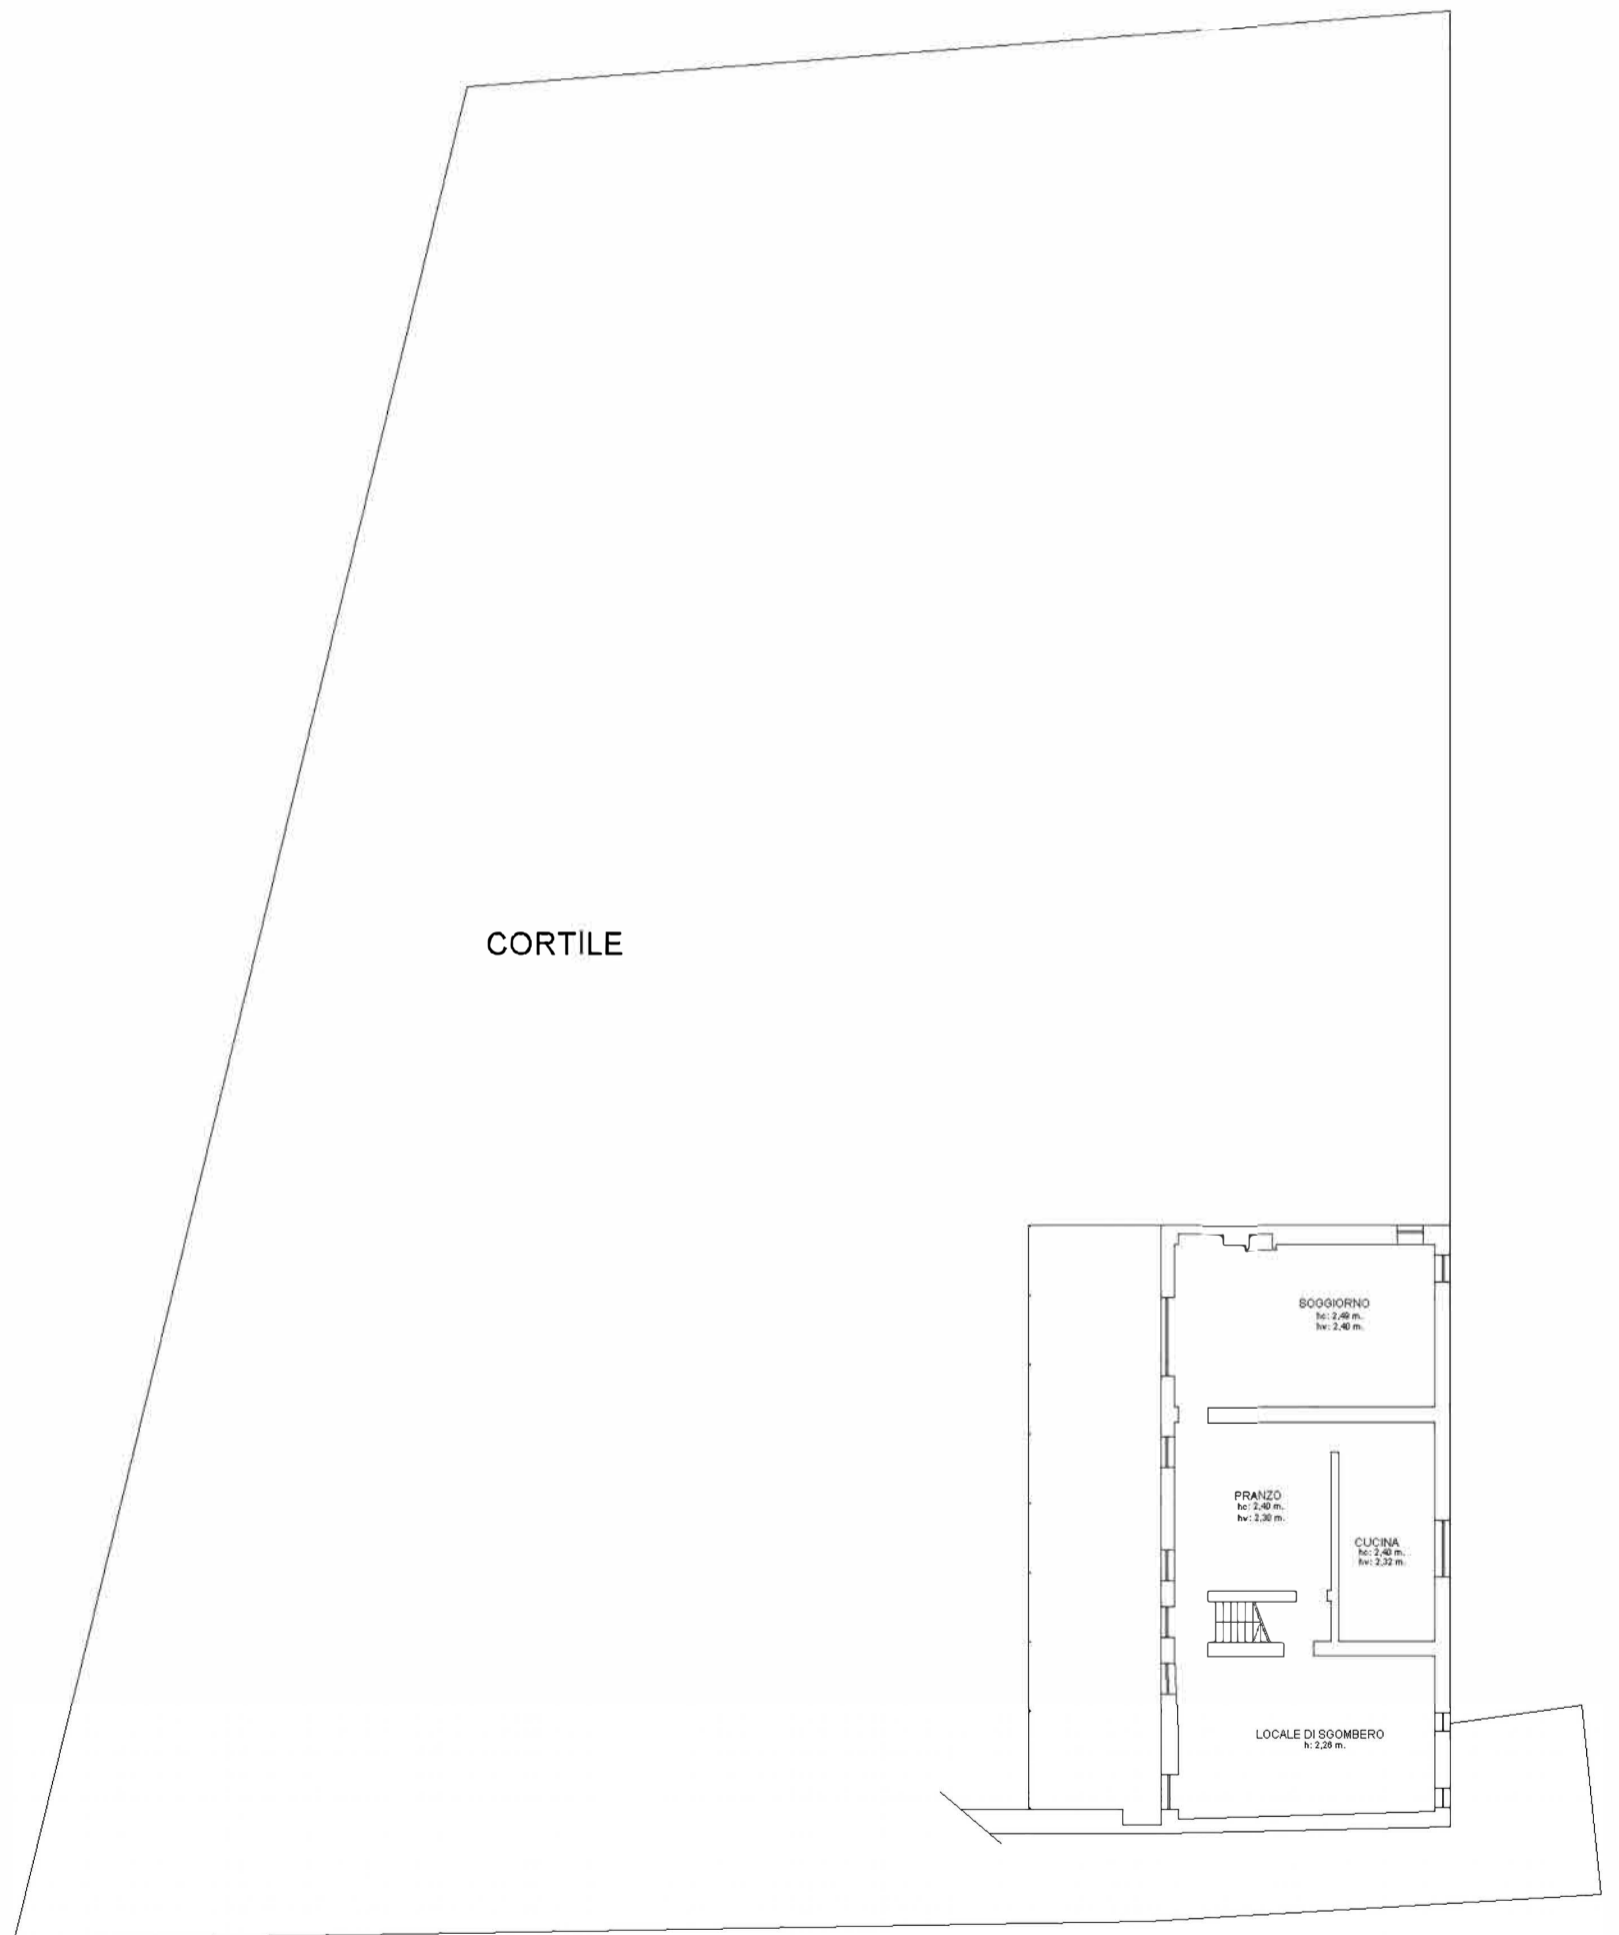 CORTILE
SOGGIORNO
hc: 2,49 m.
hv: 2,40 m.
PRANZO
hc: 2,40 m.
hv: 2,30 m.
CUCINA
hc: 2,40 m.
hv: 2,32 m.
LOCALE DI SGOMBERO
h: 2,26 m.